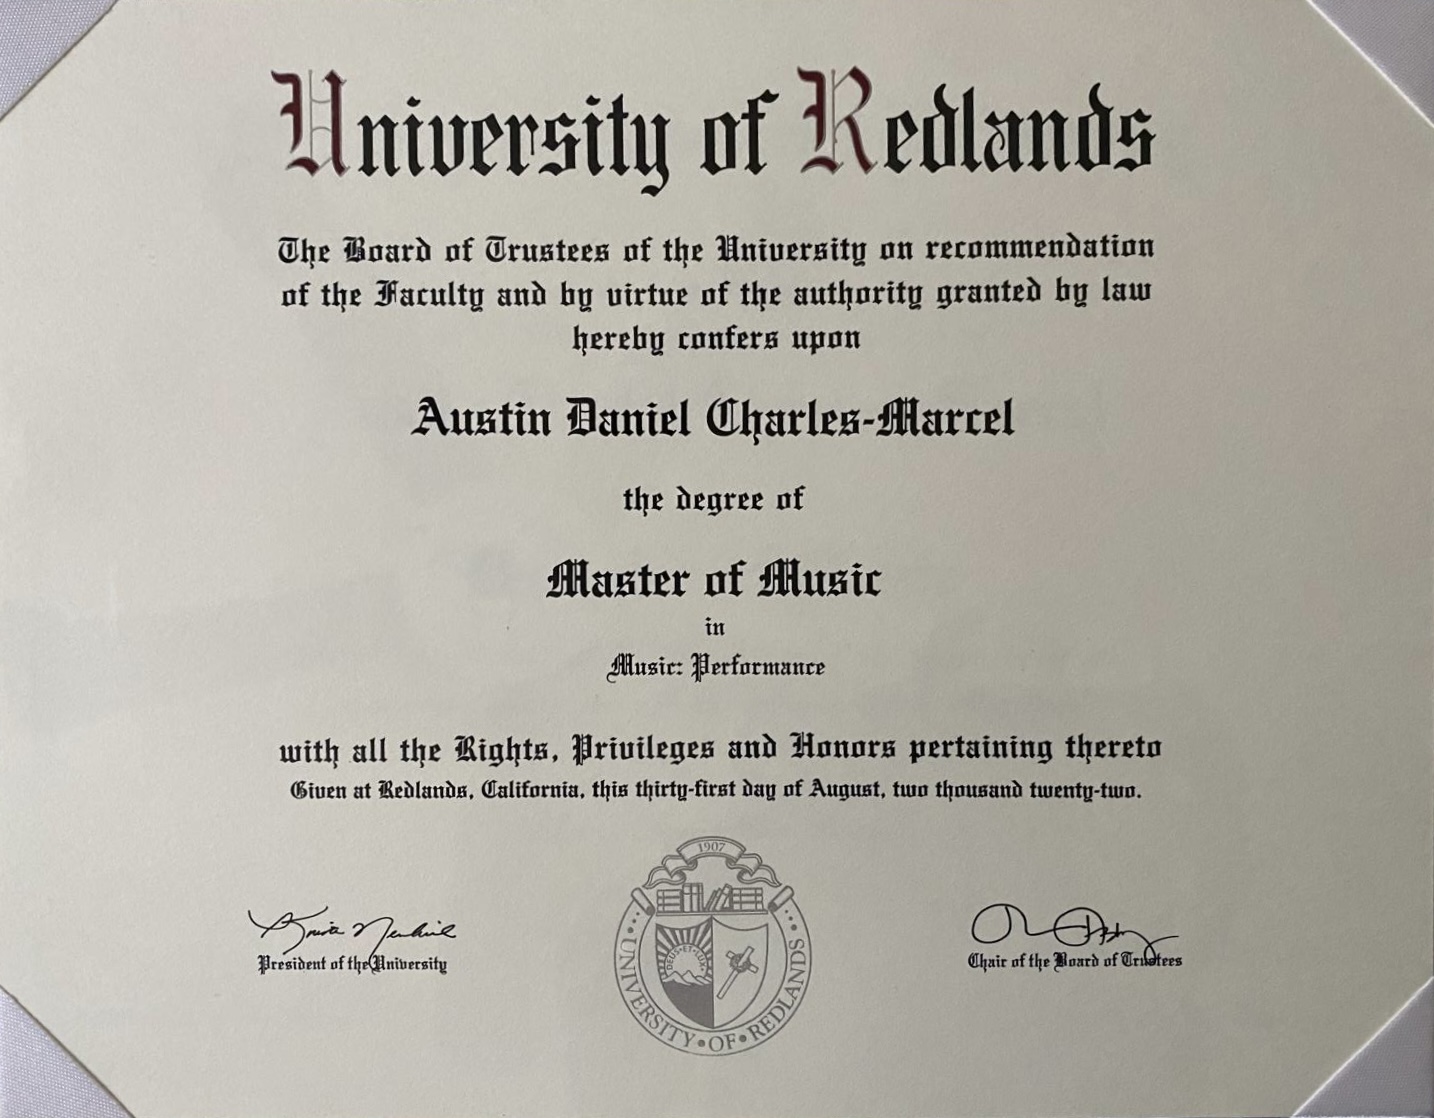 University of Redlands
The Board of Trustees of the University on recommendation
of the Faculty and by virtue of the authority granted by law
hereby confers upon
Austin Daniel Charles-Marcel
the degree of
Master of Music
in
Music: Performance
with all the Rights, Privileges and Honors pertaining thereto
Given at Redlands, California, this thirty-first day of August, two thousand twenty-two.
1907
DEUS·ET·LUX
·UNIVERSITY·OF·REDLANDS·
President of the University
Chair of the Board of Trustees